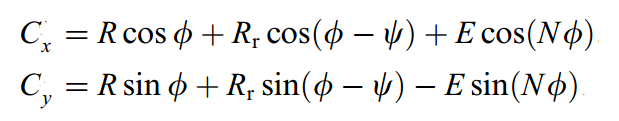 C_x = R cos ϕ + R_r cos(ϕ − ψ) + E cos(Nϕ)
C_y = R sin ϕ + R_r sin(ϕ − ψ) − E sin(Nϕ)